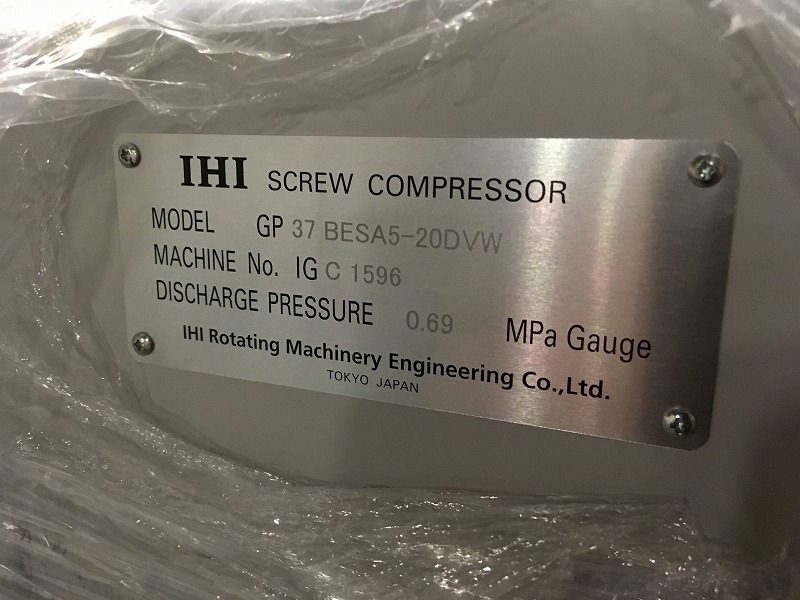 IHI SCREW COMPRESSOR
MODEL GP 37 BESA5-20DVW
MACHINE No. IG C 1596
DISCHARGE PRESSURE 0.69 MPa Gauge
IHI Rotating Machinery Engineering Co.,Ltd.
TOKYO JAPAN